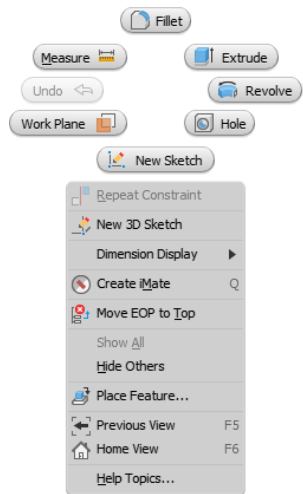 Fillet
Measure
Extrude
Undo
Revolve
Work Plane
Hole
New Sketch
Repeat Constraint
New 3D Sketch
Dimension Display
Create iMate Q
Move EOP to Top
Show All
Hide Others
Place Feature...
Previous View F5
Home View F6
Help Topics...